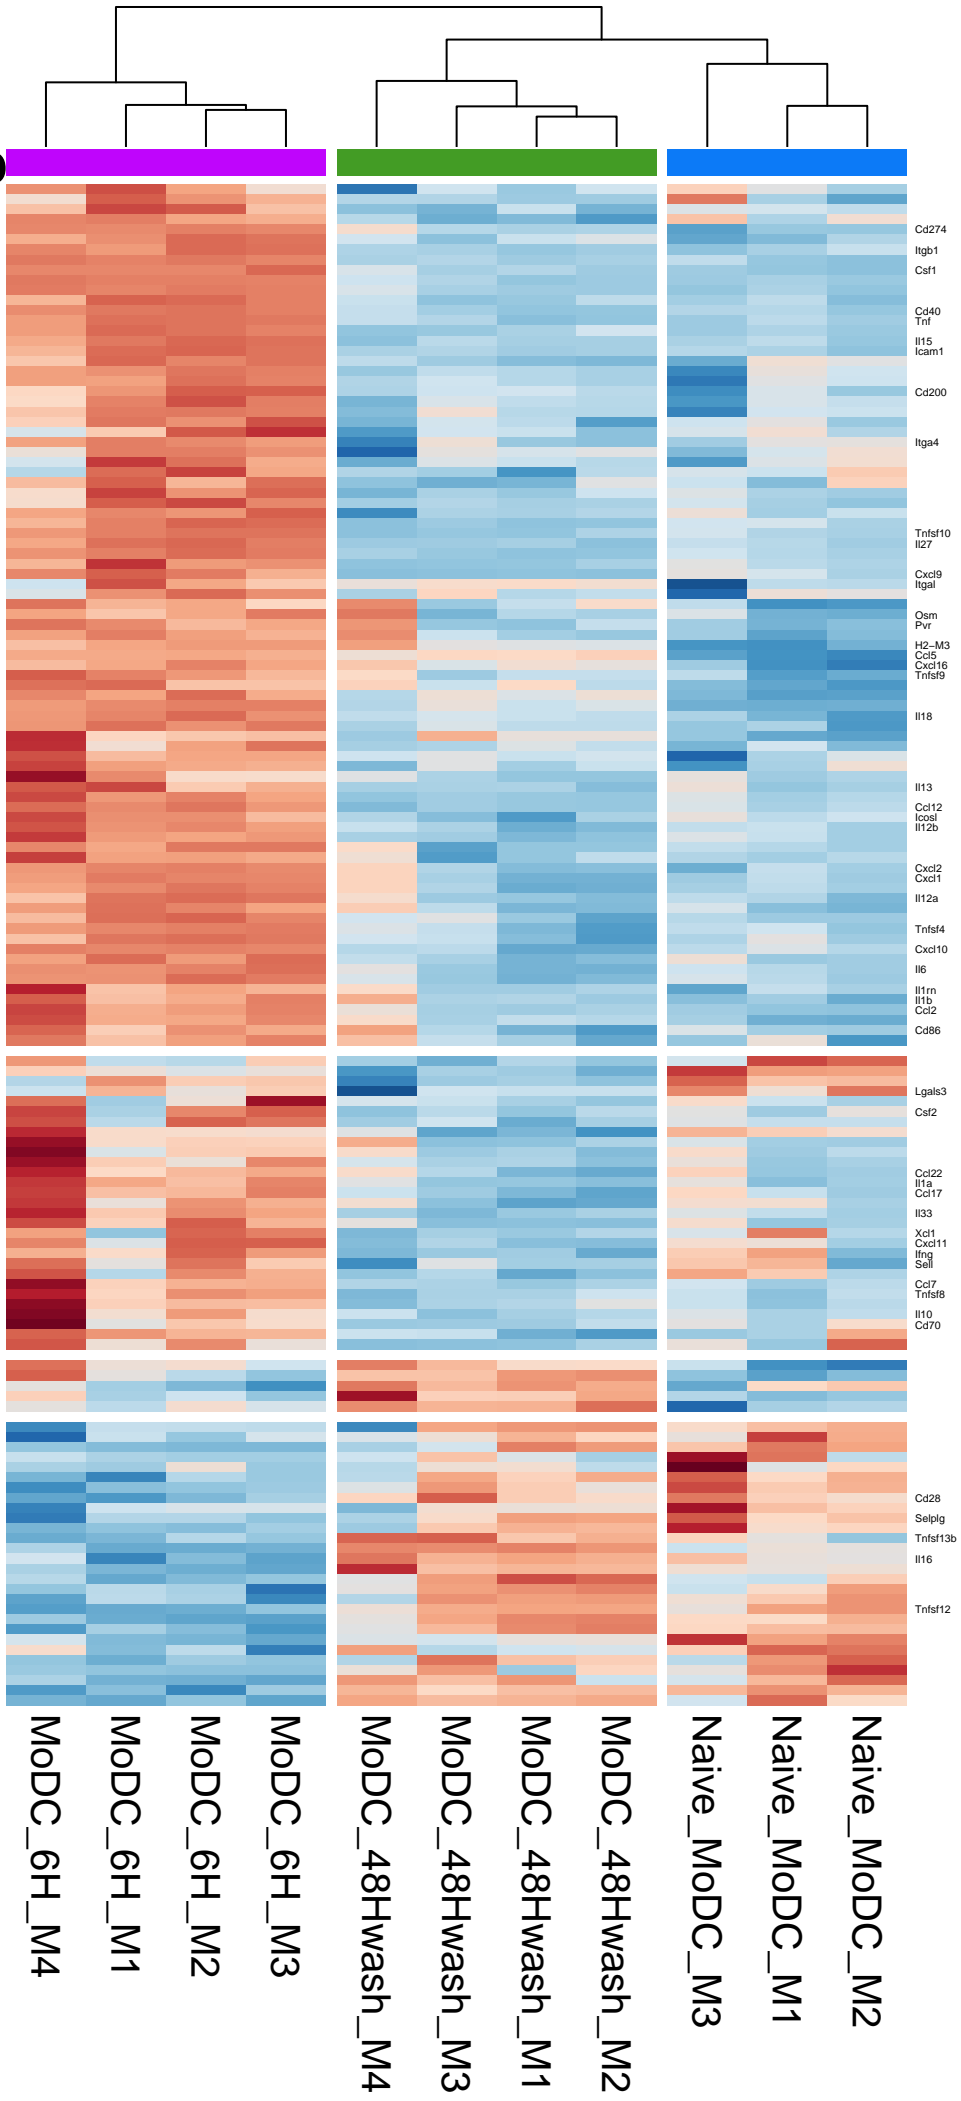 Cd274
Itgb1
Csf1
Cd40
Tnf
Il15
Icam1
Cd200
Itga4
Tnfsf10
Il27
Cxcl9
Itgal
Osm
Pvr
H2−M3
Ccl5
Cxcl16
Tnfsf9
Il18
Il13
Ccl12
Icosl
Il12b
Cxcl2
Cxcl1
Il12a
Tnfsf4
Cxcl10
Il6
Il1rn
Il1b
Ccl2
Cd86
Lgals3
Csf2
Ccl22
Il1a
Ccl17
Il33
Xcl1
Cxcl11
Ifng
Sell
Ccl7
Tnfsf8
Il10
Cd70
Cd28
Selplg
Tnfsf13b
Il16
Tnfsf12
MoDC_6H_M4
MoDC_6H_M1
MoDC_6H_M2
MoDC_6H_M3
MoDC_48Hwash_M4
MoDC_48Hwash_M3
MoDC_48Hwash_M1
MoDC_48Hwash_M2
Naive_MoDC_M3
Naive_MoDC_M1
Naive_MoDC_M2